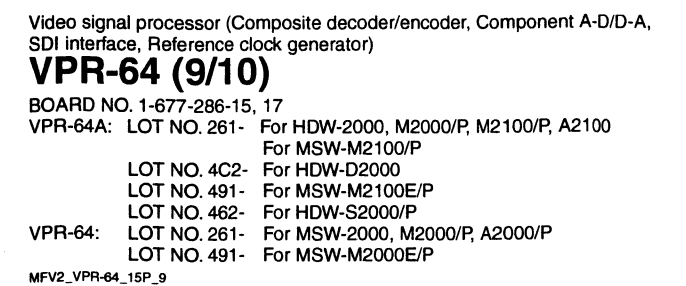 Video signal processor (Composite decoder/encoder, Component A-D/D-A,
SDI interface, Reference clock generator)
VPR-64 (9/10)
BOARD NO. 1-677-286-15, 17
VPR-64A: LOT NO. 261- For HDW-2000, M2000/P, M2100/P, A2100
For MSW-M2100/P
LOT NO. 4C2- For HDW-D2000
LOT NO. 491- For MSW-M2100E/P
LOT NO. 462- For HDW-S2000/P
VPR-64: LOT NO. 261- For MSW-2000, M2000/P, A2000/P
LOT NO. 491- For MSW-M2000E/P
MFV2_VPR-64_15P_9